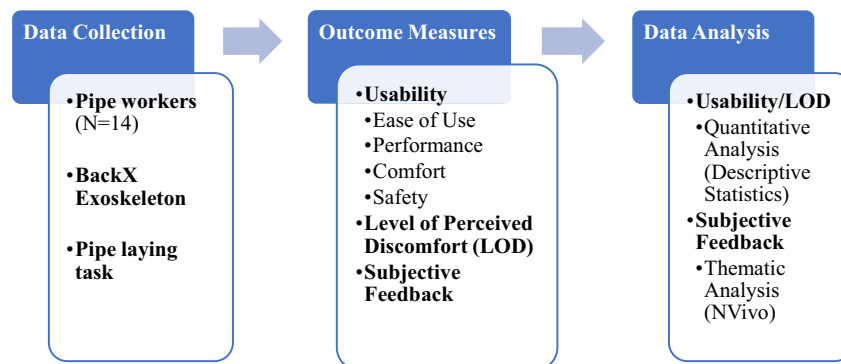 Data Collection
•Pipe workers
(N=14)
•BackX
Exoskeleton
•Pipe laying
task
Outcome Measures
•Usability
•Ease of Use
•Performance
•Comfort
•Safety
•Level of Perceived
Discomfort (LOD)
•Subjective
Feedback
Data Analysis
•Usability/LOD
•Quantitative
Analysis
(Descriptive
Statistics)
•Subjective
Feedback
•Thematic
Analysis
(NVivo)